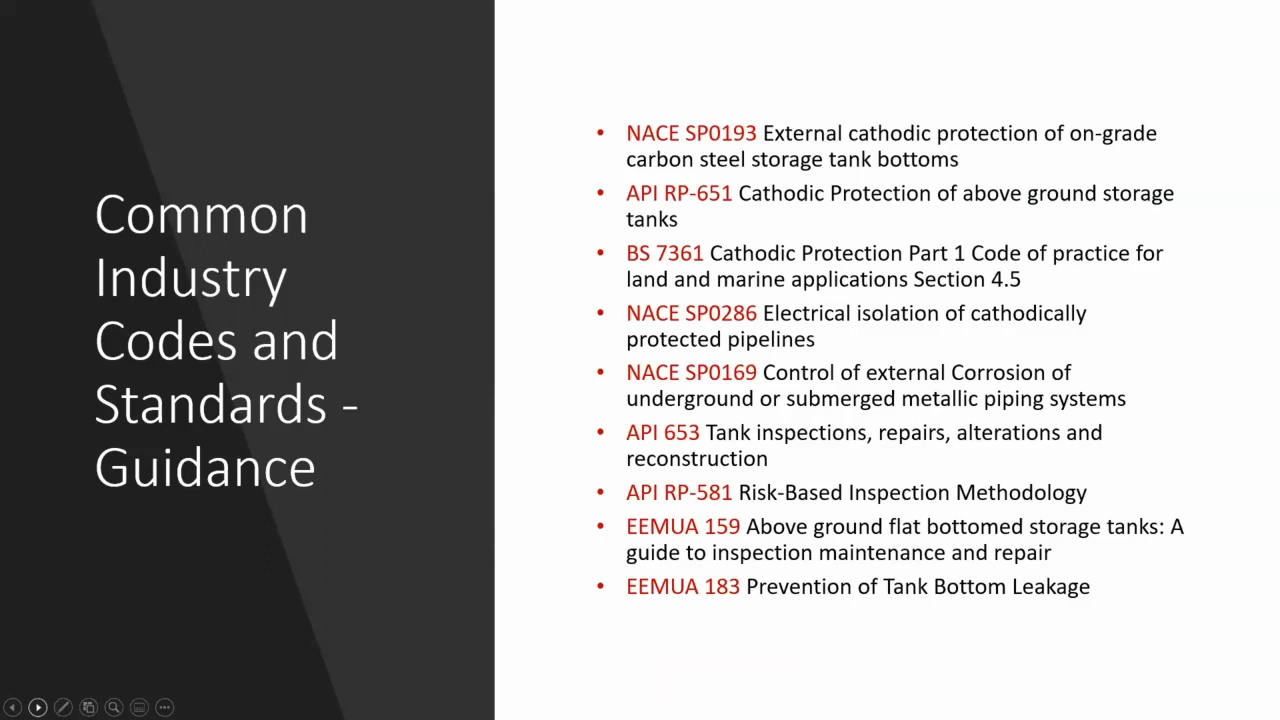 Common
Industry
Codes and
Standards -
Guidance
• NACE SP0193 External cathodic protection of on-grade
carbon steel storage tank bottoms
• API RP-651 Cathodic Protection of above ground storage
tanks
• BS 7361 Cathodic Protection Part 1 Code of practice for
land and marine applications Section 4.5
• NACE SP0286 Electrical isolation of cathodically
protected pipelines
• NACE SP0169 Control of external Corrosion of
underground or submerged metallic piping systems
• API 653 Tank inspections, repairs, alterations and
reconstruction
• API RP-581 Risk-Based Inspection Methodology
• EEMUA 159 Above ground flat bottomed storage tanks: A
guide to inspection maintenance and repair
• EEMUA 183 Prevention of Tank Bottom Leakage